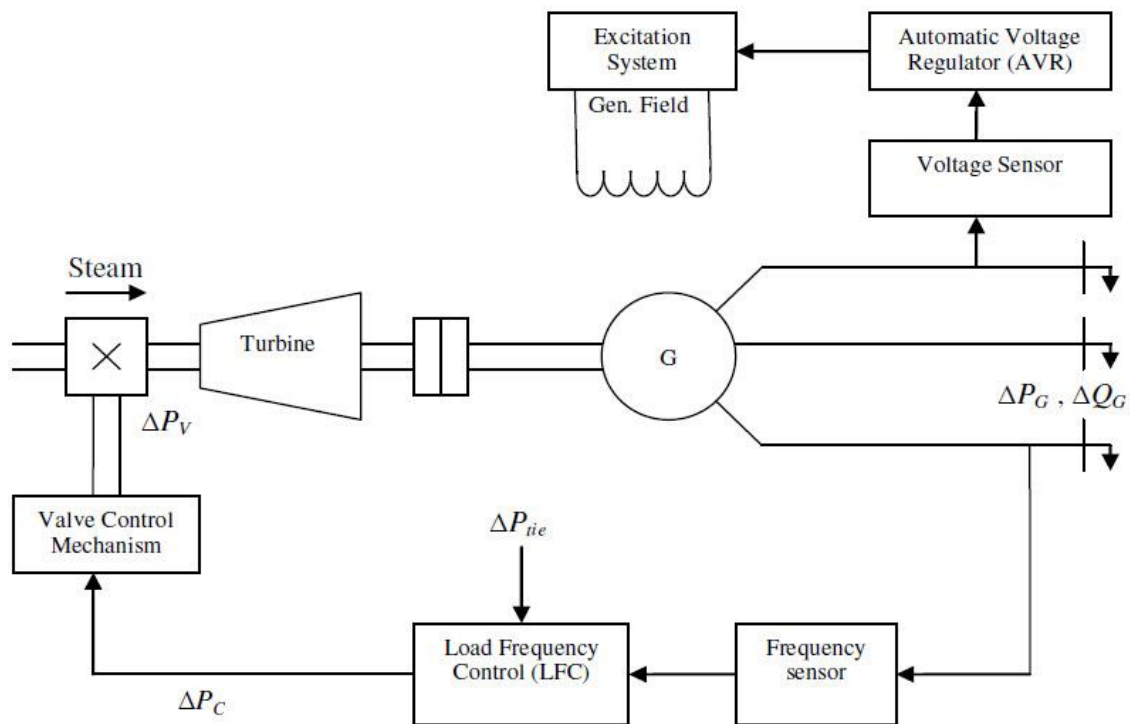 Excitation
System
Automatic Voltage
Regulator (AVR)
Gen. Field
Voltage Sensor
Steam
Turbine
G
ΔP_V
ΔP_G , ΔQ_G
Valve Control
Mechanism
ΔP_tie
Load Frequency
Control (LFC)
Frequency
sensor
ΔP_C